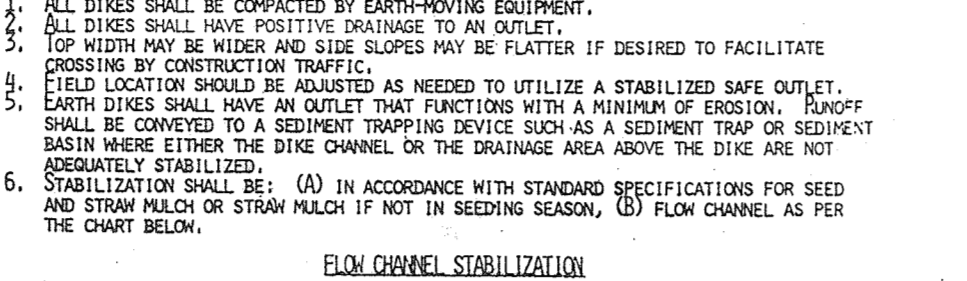 1. ALL DIKES SHALL BE COMPACTED BY EARTH-MOVING EQUIPMENT.
2. ALL DIKES SHALL HAVE POSITIVE DRAINAGE TO AN OUTLET.
3. TOP WIDTH MAY BE WIDER AND SIDE SLOPES MAY BE FLATTER IF DESIRED TO FACILITATE
CROSSING BY CONSTRUCTION TRAFFIC.
4. FIELD LOCATION SHOULD BE ADJUSTED AS NEEDED TO UTILIZE A STABILIZED SAFE OUTLET.
5. EARTH DIKES SHALL HAVE AN OUTLET THAT FUNCTIONS WITH A MINIMUM OF EROSION. RUNOFF
SHALL BE CONVEYED TO A SEDIMENT TRAPPING DEVICE SUCH AS A SEDIMENT TRAP OR SEDIMENT
BASIN WHERE EITHER THE DIKE CHANNEL OR THE DRAINAGE AREA ABOVE THE DIKE ARE NOT
ADEQUATELY STABILIZED.
6. STABILIZATION SHALL BE: (A) IN ACCORDANCE WITH STANDARD SPECIFICATIONS FOR SEED
AND STRAW MULCH OR STRAW MULCH IF NOT IN SEEDING SEASON, (B) FLOW CHANNEL AS PER
THE CHART BELOW.
FLOW CHANNEL STABILIZATION